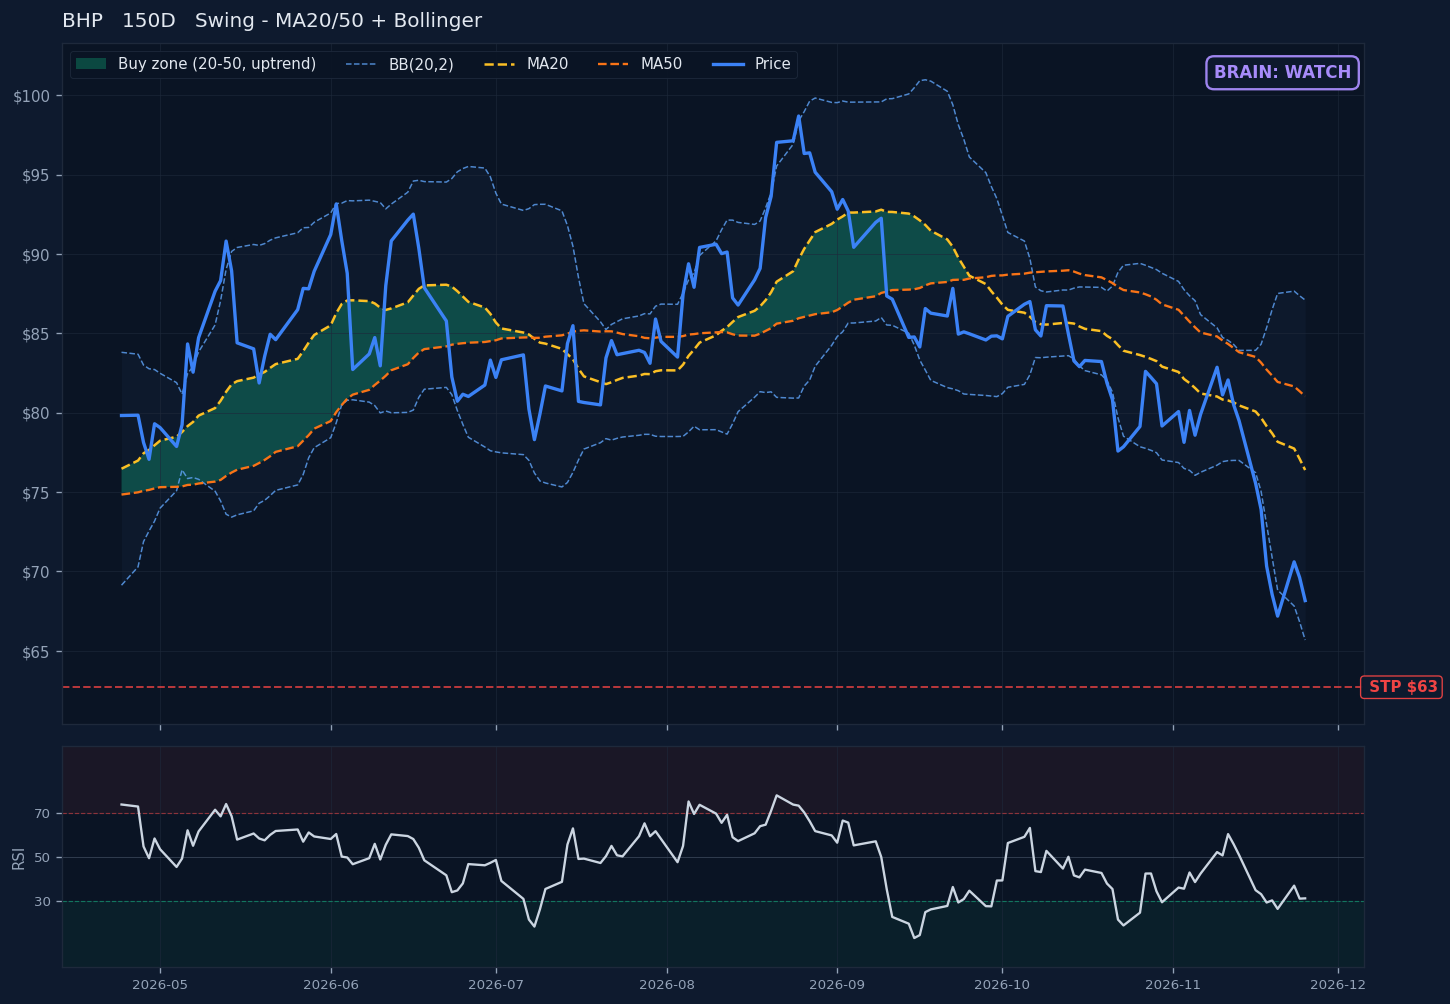 BHP 150D Swing - MA20/50 + Bollinger
Buy zone (20-50, uptrend) BB(20,2) MA20 MA50 Price
BRAIN: WATCH
$100
$95
$90
$85
$80
$75
$70
$65
STP $63
70
50
30
RSI
2026-05 2026-06 2026-07 2026-08 2026-09 2026-10 2026-11 2026-12